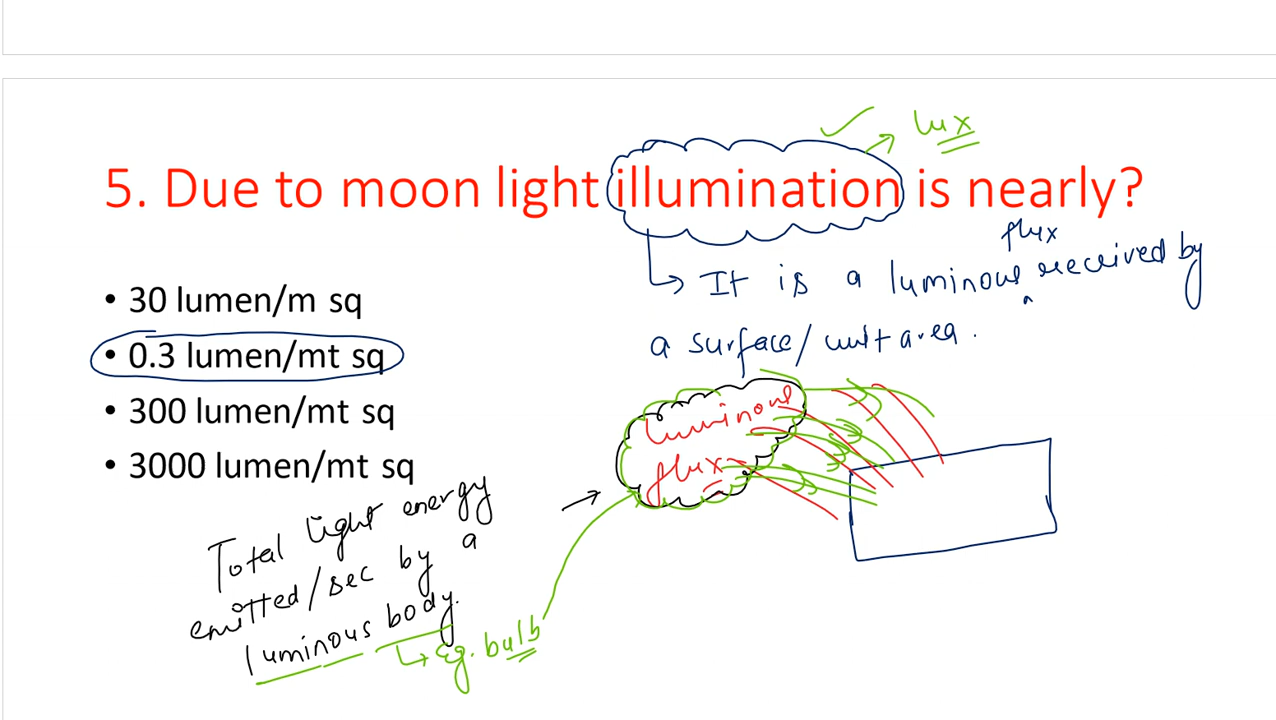 lux
5. Due to moon light illumination is nearly?
flux
↳ It is a luminous ^ received by
a surface/unit area.
• 30 lumen/m sq
• 0.3 lumen/mt sq
• 300 lumen/mt sq
• 3000 lumen/mt sq
luminous
flux
Total light energy
emitted/sec by a
luminous body.
↳ Eg. bulb